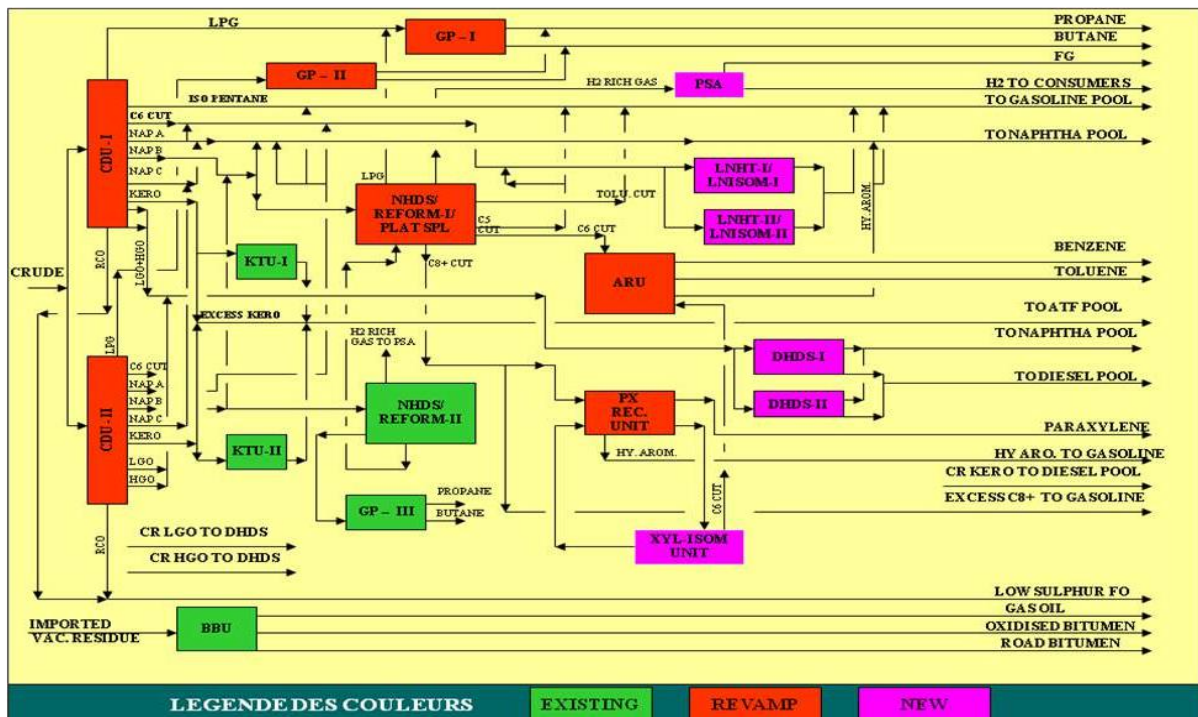 LPG
GP – I
PROPANE
BUTANE
FG
GP – II
H2 RICH GAS
PSA
H2 TO CONSUMERS
ISO PENTANE
TO GASOLINE POOL
C6 CUT
NAP A
TO NAPHTHA POOL
NAP B
NAP C
KERO
CDU-I
LPG
NHDS/
REFORM-I/
PLAT SPL
TOLU. CUT
C5
CUT
C6 CUT
C8+ CUT
LNHT-I/
LNISOM-I
LNHT-II/
LNISOM-II
HY. AROM.
RCO
LGO+HGO
KTU-I
ARU
BENZENE
TOLUENE
CRUDE
EXCESS KERO
TO ATF POOL
LPG
H2 RICH
GAS TO PSA
TO NAPHTHA POOL
DHDS-I
DHDS-II
TO DIESEL POOL
CDU-II
C6 CUT
NAP A
NAP B
NAP C
KERO
LGO
HGO
NHDS/
REFORM-II
PX
REC.
UNIT
PARAXYLENE
KTU-II
HY. AROM.
HY ARO. TO GASOLINE
CR KERO TO DIESEL POOL
EXCESS C8+ TO GASOLINE
GP – III
PROPANE
BUTANE
C6 CUT
XYL-ISOM
UNIT
RCO
CR LGO TO DHDS
CR HGO TO DHDS
LOW SULPHUR FO
GAS OIL
IMPORTED
VAC. RESIDUE
BBU
OXIDISED BITUMEN
ROAD BITUMEN
LEGENDE DES COULEURS
EXISTING
REVAMP
NEW